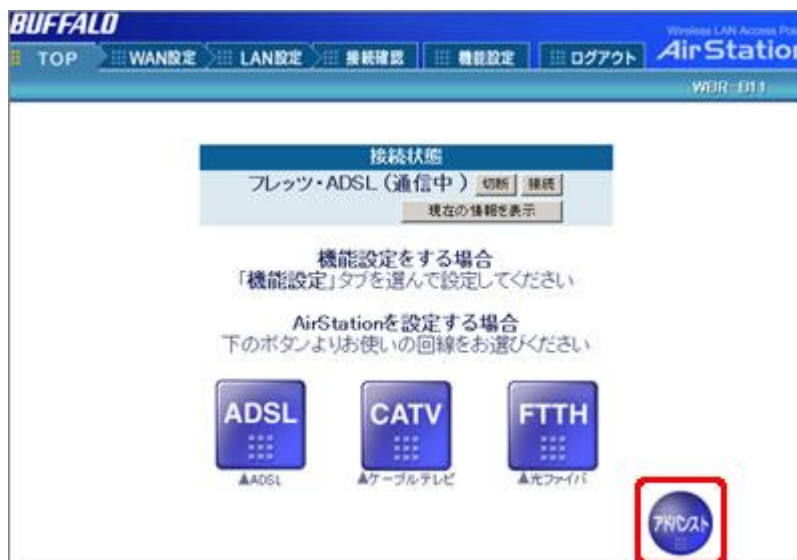 BUFFALO
Wireless LAN Access Poi
TOP WAN設定 LAN設定 接続確認 機能設定 ログアウト AirStation
WBR-B11
接続状態
フレッツ・ADSL (通信中 ) 切断 接続
現在の情報を表示
機能設定をする場合
「機能設定」タブを選んで設定してください
AirStationを設定する場合
下のボタンよりお使いの回線をお選びください
ADSL CATV FTTH
▲ADSL ▲ケーブルテレビ ▲光ファイバ
アドバンスト